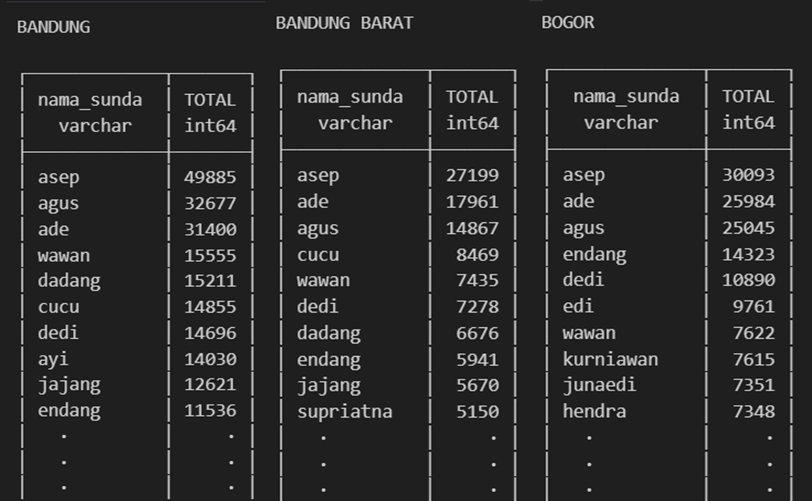 BANDUNG
nama_sunda TOTAL
varchar int64
asep 49885
agus 32677
ade 31400
wawan 15555
dadang 15211
cucu 14855
dedi 14696
ayi 14030
jajang 12621
endang 11536
· ·
· ·
· ·
BANDUNG BARAT
nama_sunda TOTAL
varchar int64
asep 27199
ade 17961
agus 14867
cucu 8469
wawan 7435
dedi 7278
dadang 6676
endang 5941
jajang 5670
supriatna 5150
· ·
· ·
· ·
BOGOR
nama_sunda TOTAL
varchar int64
asep 30093
ade 25984
agus 25045
endang 14323
dedi 10890
edi 9761
wawan 7622
kurniawan 7615
junaedi 7351
hendra 7348
· ·
· ·
· ·